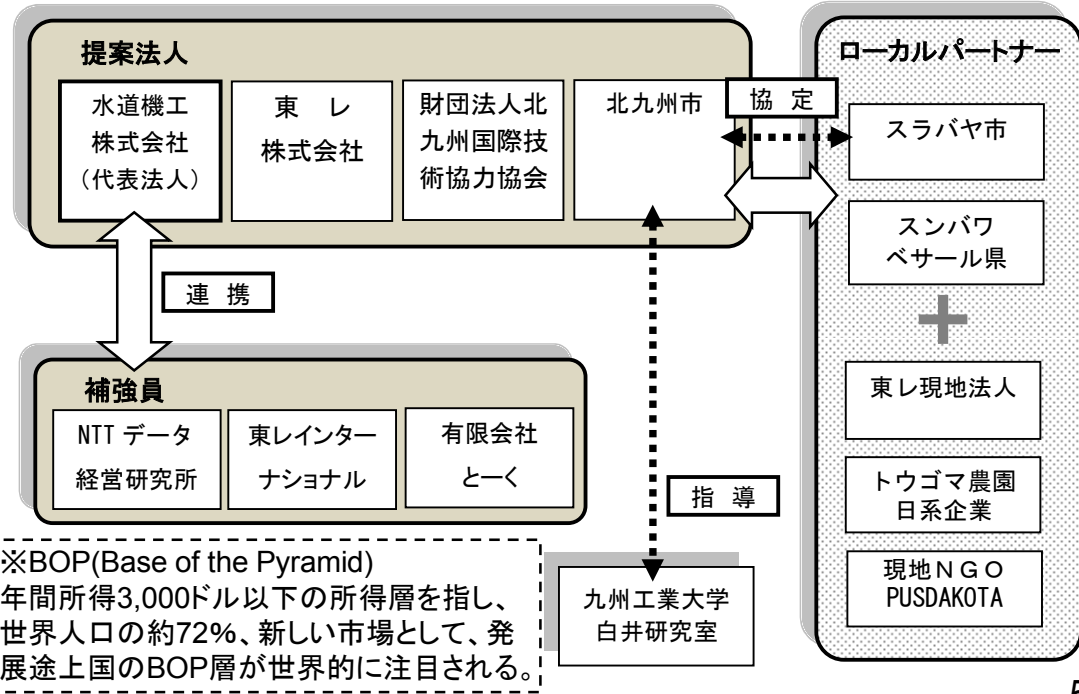 提案法人
水道機工
株式会社
（代表法人）
東　レ
株式会社
財団法人北
九州国際技
術協力協会
北九州市
協 定
ローカルパートナー
スラバヤ市
スンバワ
ベサール県
東レ現地法人
トウゴマ農園
日系企業
現地ＮＧＯ
PUSDAKOTA
連 携
補強員
NTT データ
経営研究所
東レインター
ナショナル
有限会社
とーく
指 導
九州工業大学
白井研究室
※BOP(Base of the Pyramid)
年間所得3,000ドル以下の所得層を指し、
世界人口の約72%、新しい市場として、発
展途上国のBOP層が世界的に注目される。